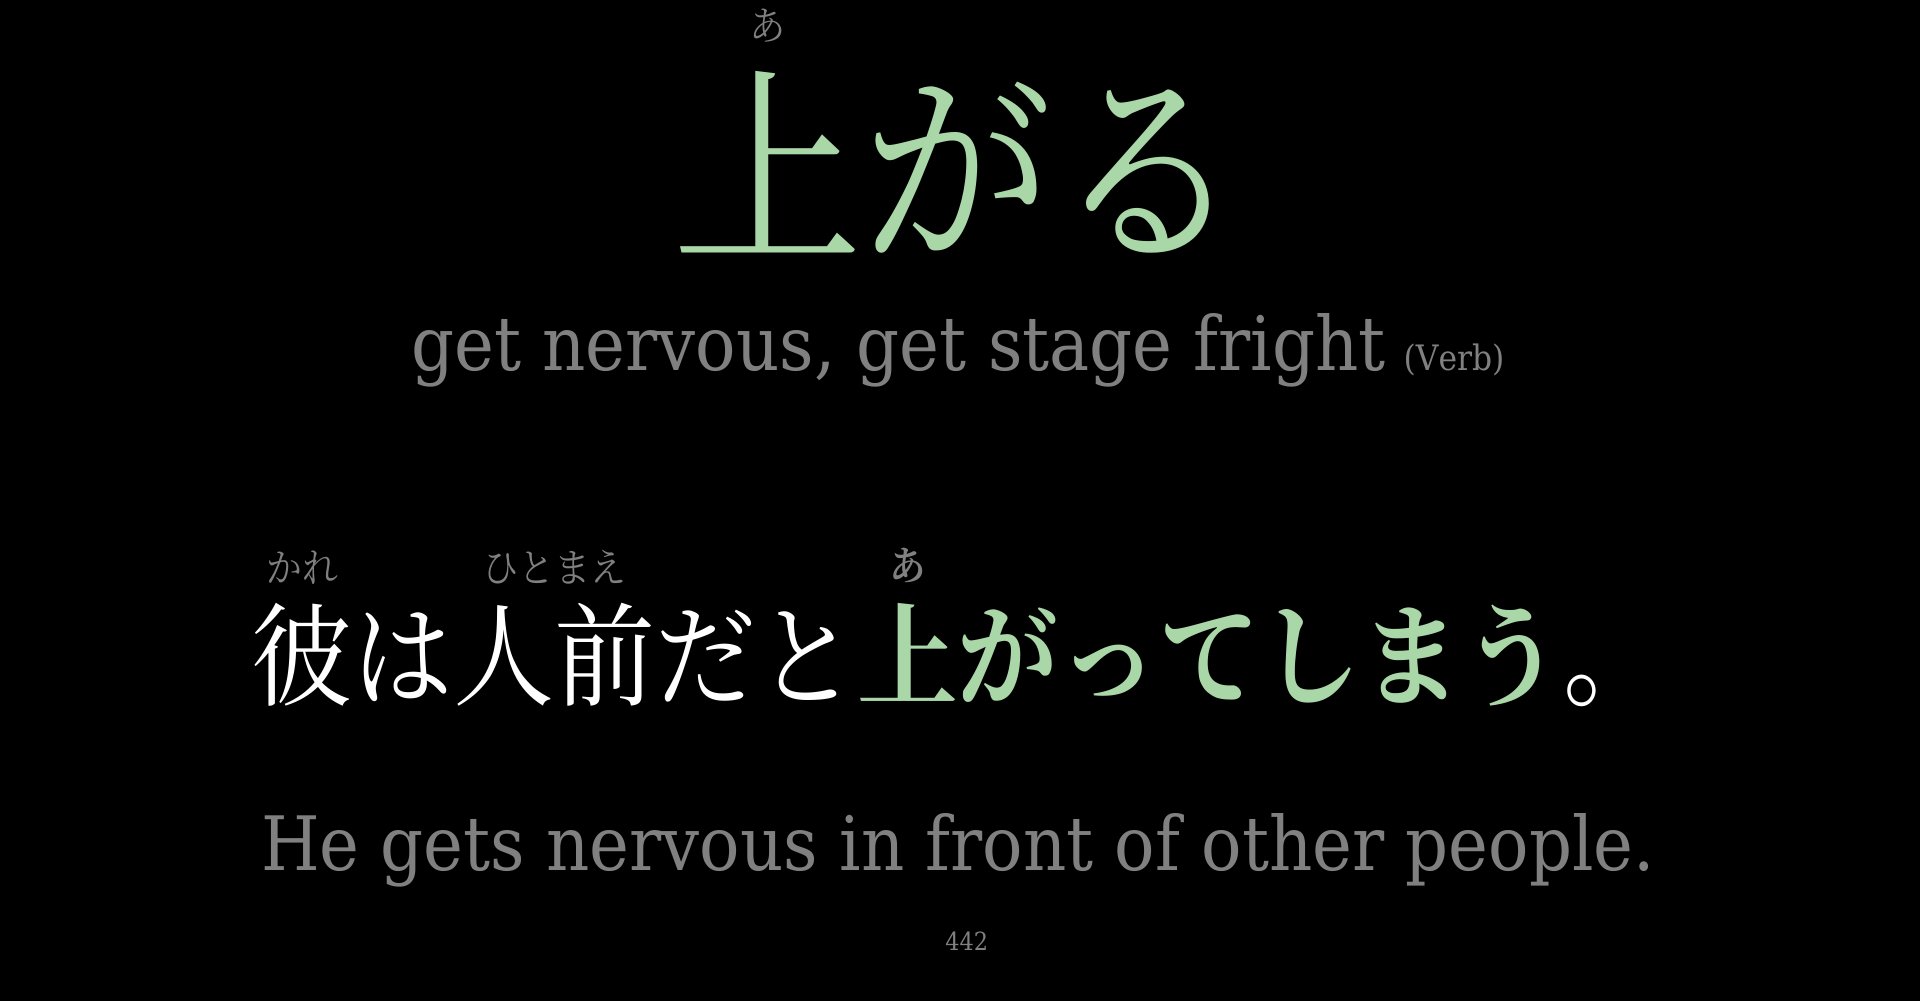 あ
上がる
get nervous, get stage fright (Verb)
かれ ひとまえ あ
彼は人前だと上がってしまう。
He gets nervous in front of other people.
442